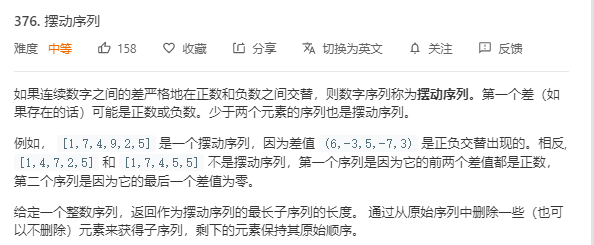 376. 摆动序列
难度 中等 158 收藏 分享 切换为英文 关注 反馈
如果连续数字之间的差严格地在正数和负数之间交替，则数字序列称为摆动序列。第一个差（如
果存在的话）可能是正数或负数。少于两个元素的序列也是摆动序列。
例如， [1,7,4,9,2,5] 是一个摆动序列，因为差值 (6,-3,5,-7,3) 是正负交替出现的。相反,
[1,4,7,2,5] 和 [1,7,4,5,5] 不是摆动序列，第一个序列是因为它的前两个差值都是正数，
第二个序列是因为它的最后一个差值为零。
给定一个整数序列，返回作为摆动序列的最长子序列的长度。 通过从原始序列中删除一些（也可
以不删除）元素来获得子序列，剩下的元素保持其原始顺序。